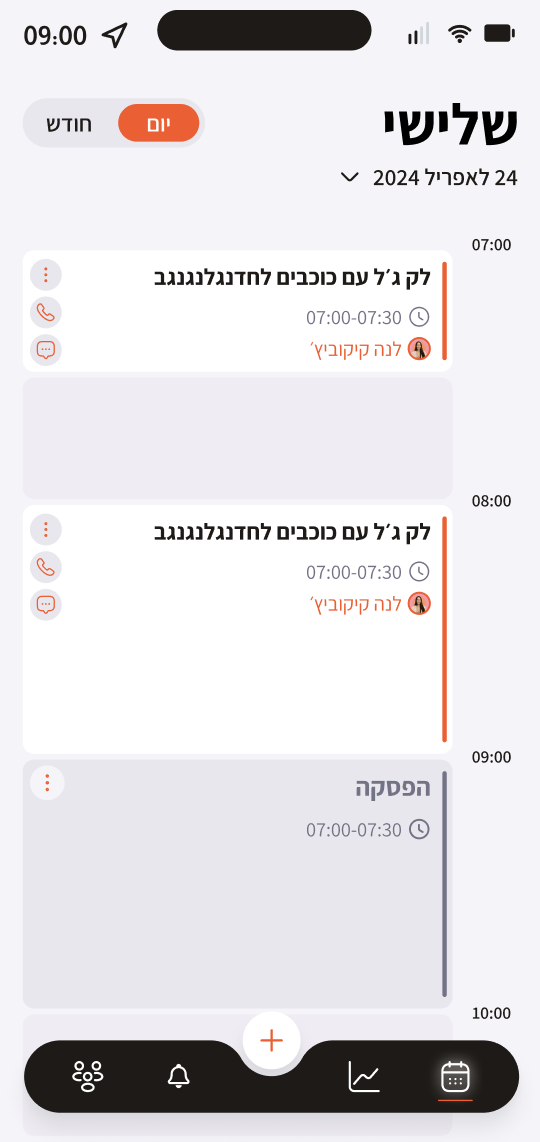 09:00
שלישי
יום
חודש
24 לאפריל 2024
07:00
לק ג׳ל עם כוכבים לחדנגלנגנגב
07:00-07:30
לנה קיקוביץ׳
08:00
לק ג׳ל עם כוכבים לחדנגלנגנגב
07:00-07:30
לנה קיקוביץ׳
09:00
הפסקה
07:00-07:30
10:00